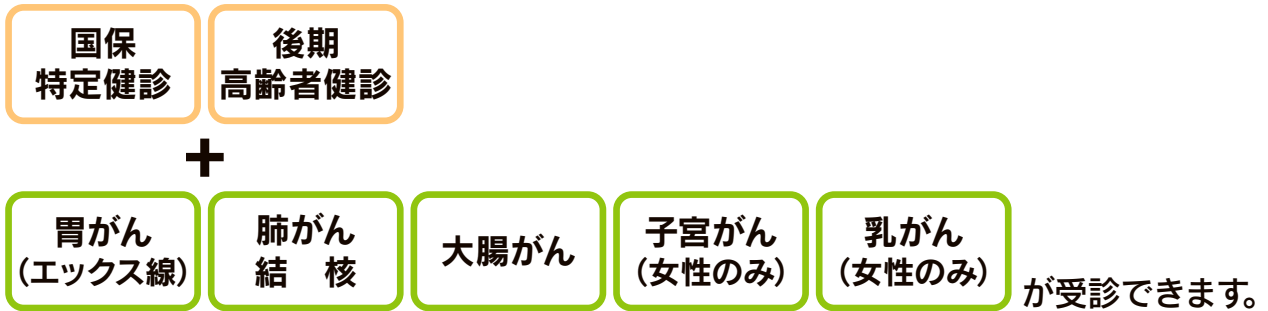 国保
特定健診
後期
高齢者健診
+
胃がん
(エックス線)
肺がん
結　核
大腸がん
子宮がん
(女性のみ)
乳がん
(女性のみ)
が受診できます。